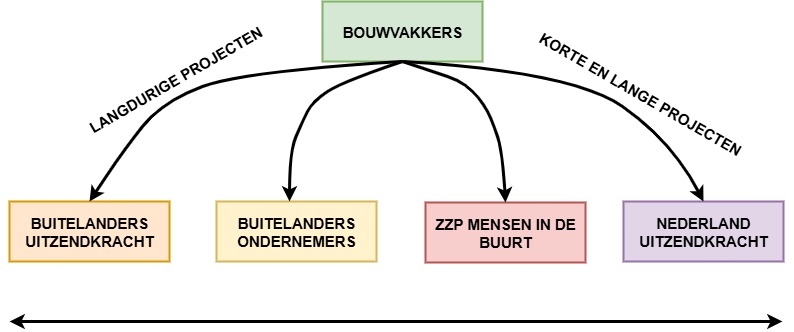 BOUWVAKKERS
LANGDURIGE PROJECTEN
KORTE EN LANGE PROJECTEN
BUITELANDERS
UITZENDKRACHT
BUITELANDERS
ONDERNEMERS
ZZP MENSEN IN DE
BUURT
NEDERLAND
UITZENDKRACHT